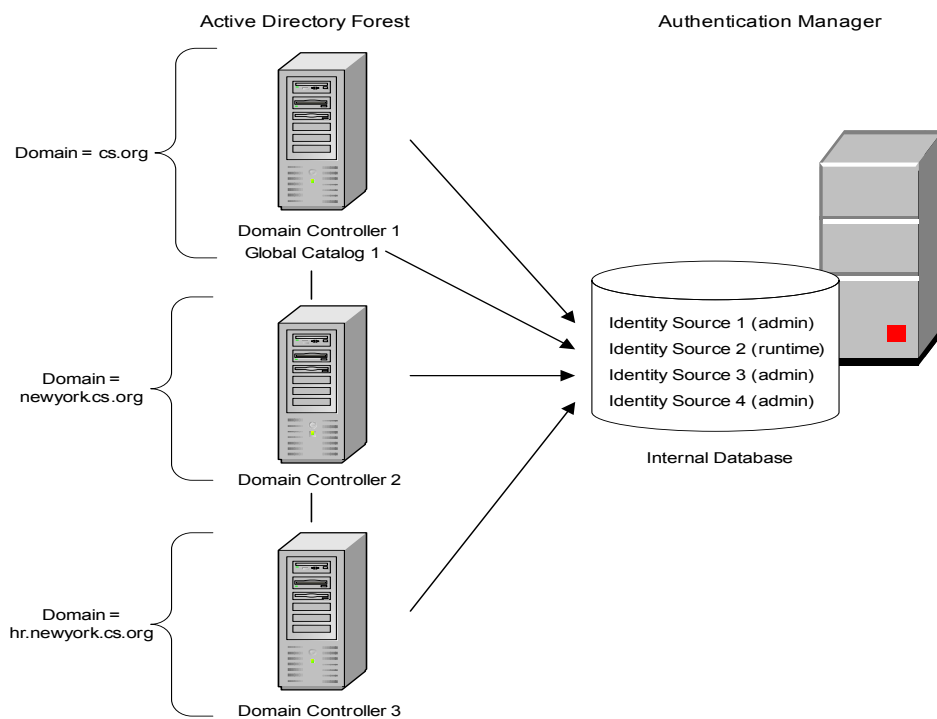 Active Directory Forest
Authentication Manager
Domain = cs.org
Domain Controller 1
Global Catalog 1
Identity Source 1 (admin)
Identity Source 2 (runtime)
Identity Source 3 (admin)
Identity Source 4 (admin)
Internal Database
Domain =
newyork.cs.org
Domain Controller 2
Domain =
hr.newyork.cs.org
Domain Controller 3